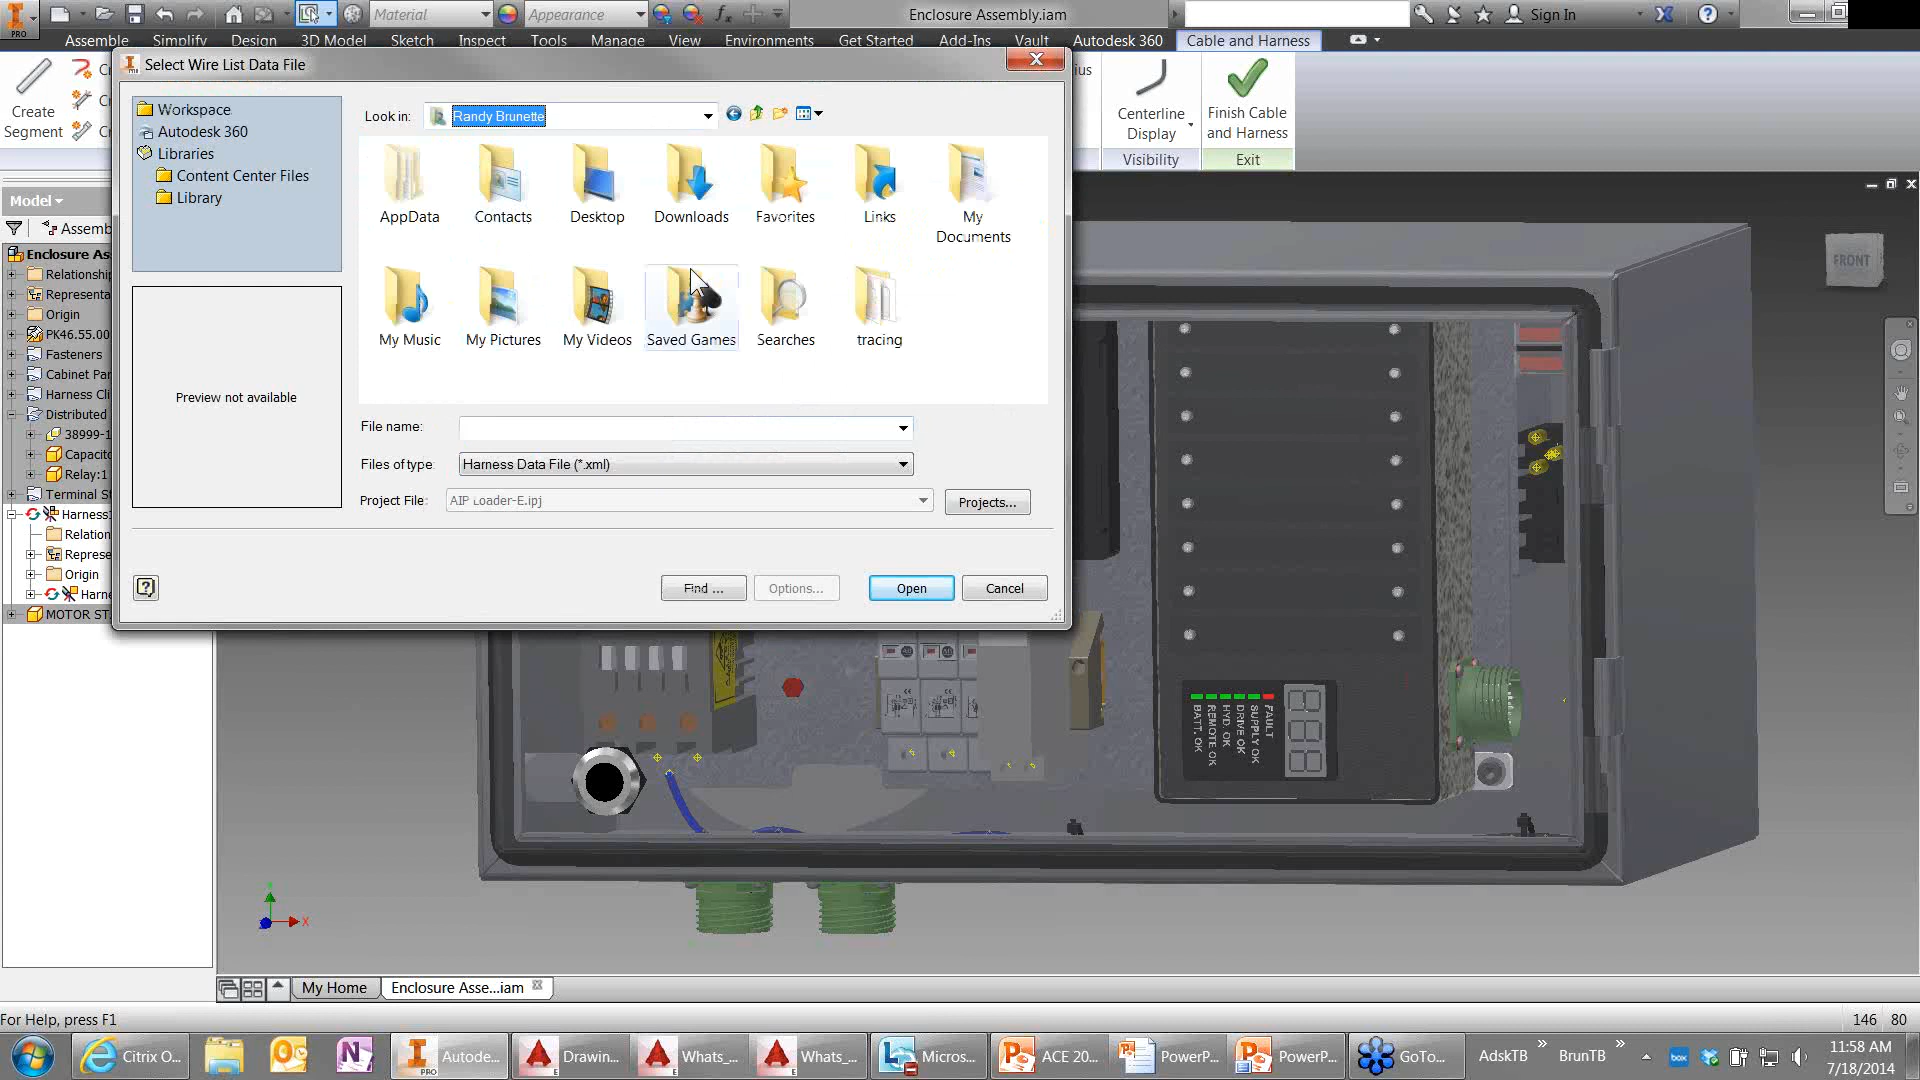 Material
Appearance
Enclosure Assembly.iam
Sign In
PRO
Assemble
Simplify
Design
3D Model
Sketch
Inspect
Tools
Manage
View
Environments
Get Started
Add-Ins
Vault
Autodesk 360
Cable and Harness
Create
Segment
Select Wire List Data File
Workspace
Autodesk 360
Libraries
Content Center Files
Library
Look in:
Randy Brunette
AppData
Contacts
Desktop
Downloads
Favorites
Links
My
Documents
My Music
My Pictures
My Videos
Saved Games
Searches
tracing
Preview not available
File name:
Files of type:
Harness Data File (*.xml)
Project File:
AIP Loader-E.ipj
Projects...
Find ...
Options...
Open
Cancel
Centerline
Display
Visibility
Finish Cable
and Harness
Exit
Model
Assemb
Enclosure As
Relationship
Representa
Origin
PK46.55.00
Fasteners
Cabinet Par
Harness Cli
Distributed
38999-1
Capacito
Relay:1
Terminal St
Harness
Relation
Represe
Origin
Harne
MOTOR ST
FRONT
FAULT
SUPPLY OK
DRIVE OK
HYD. OK
REMOTE OK
BATT. OK
X
My Home
Enclosure Asse...iam
For Help, press F1
146 80
Citrix O...
Autode...
Drawin...
Whats_...
Whats_...
Micros...
ACE 20...
PowerP...
PowerP...
GoTo...
AdskTB
BrunTB
box
11:58 AM
7/18/2014